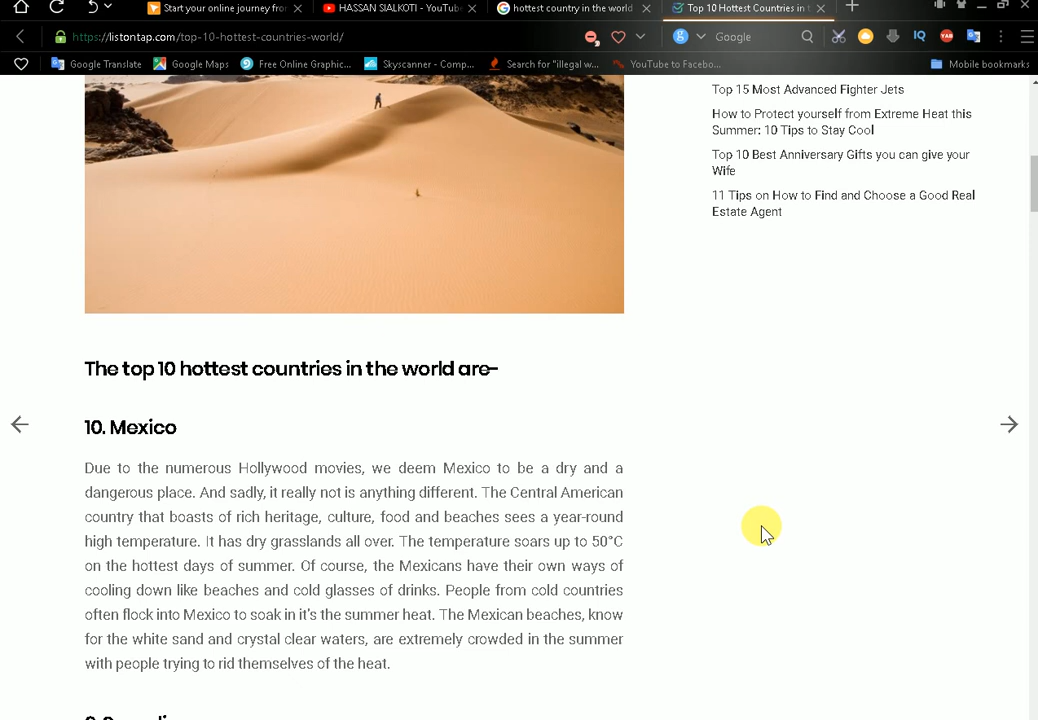 Start your online journey fro
HASSAN SIALKOTI - YouTub
hottest country in the world
Top 10 Hottest Countries in t
https://listontap.com/top-10-hottest-countries-world/
Google
IQ
Google Translate
Google Maps
Free Online Graphic...
Skyscanner - Comp...
Search for "illegal w...
YouTube to Facebo...
Mobile bookmarks
Top 15 Most Advanced Fighter Jets
How to Protect yourself from Extreme Heat this
Summer: 10 Tips to Stay Cool
Top 10 Best Anniversary Gifts you can give your
Wife
11 Tips on How to Find and Choose a Good Real
Estate Agent
The top 10 hottest countries in the world are-
10. Mexico
Due to the numerous Hollywood movies, we deem Mexico to be a dry and a
dangerous place. And sadly, it really not is anything different. The Central American
country that boasts of rich heritage, culture, food and beaches sees a year-round
high temperature. It has dry grasslands all over. The temperature soars up to 50°C
on the hottest days of summer. Of course, the Mexicans have their own ways of
cooling down like beaches and cold glasses of drinks. People from cold countries
often flock into Mexico to soak in it's the summer heat. The Mexican beaches, know
for the white sand and crystal clear waters, are extremely crowded in the summer
with people trying to rid themselves of the heat.